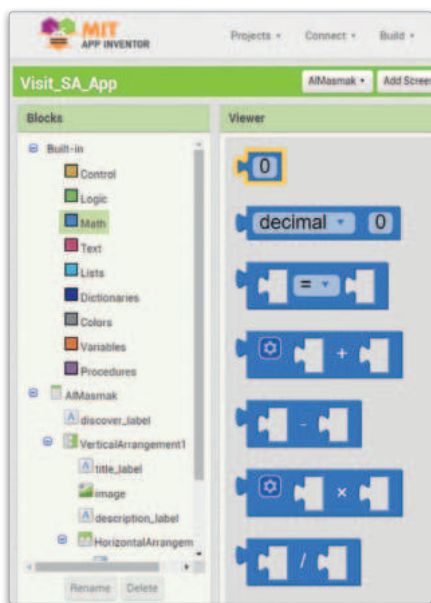 MIT
APP INVENTOR
Projects
Connect
Build
Visit_SA_App
AlMasmak
Add Screen
Blocks
Viewer
Built-in
Control
Logic
Math
Text
Lists
Dictionaries
Colors
Variables
Procedures
AlMasmak
discover_label
VerticalArrangement1
title_label
image
description_label
HorizontalArrangem
Rename
Delete
0
decimal 0
=
+
-
×
/